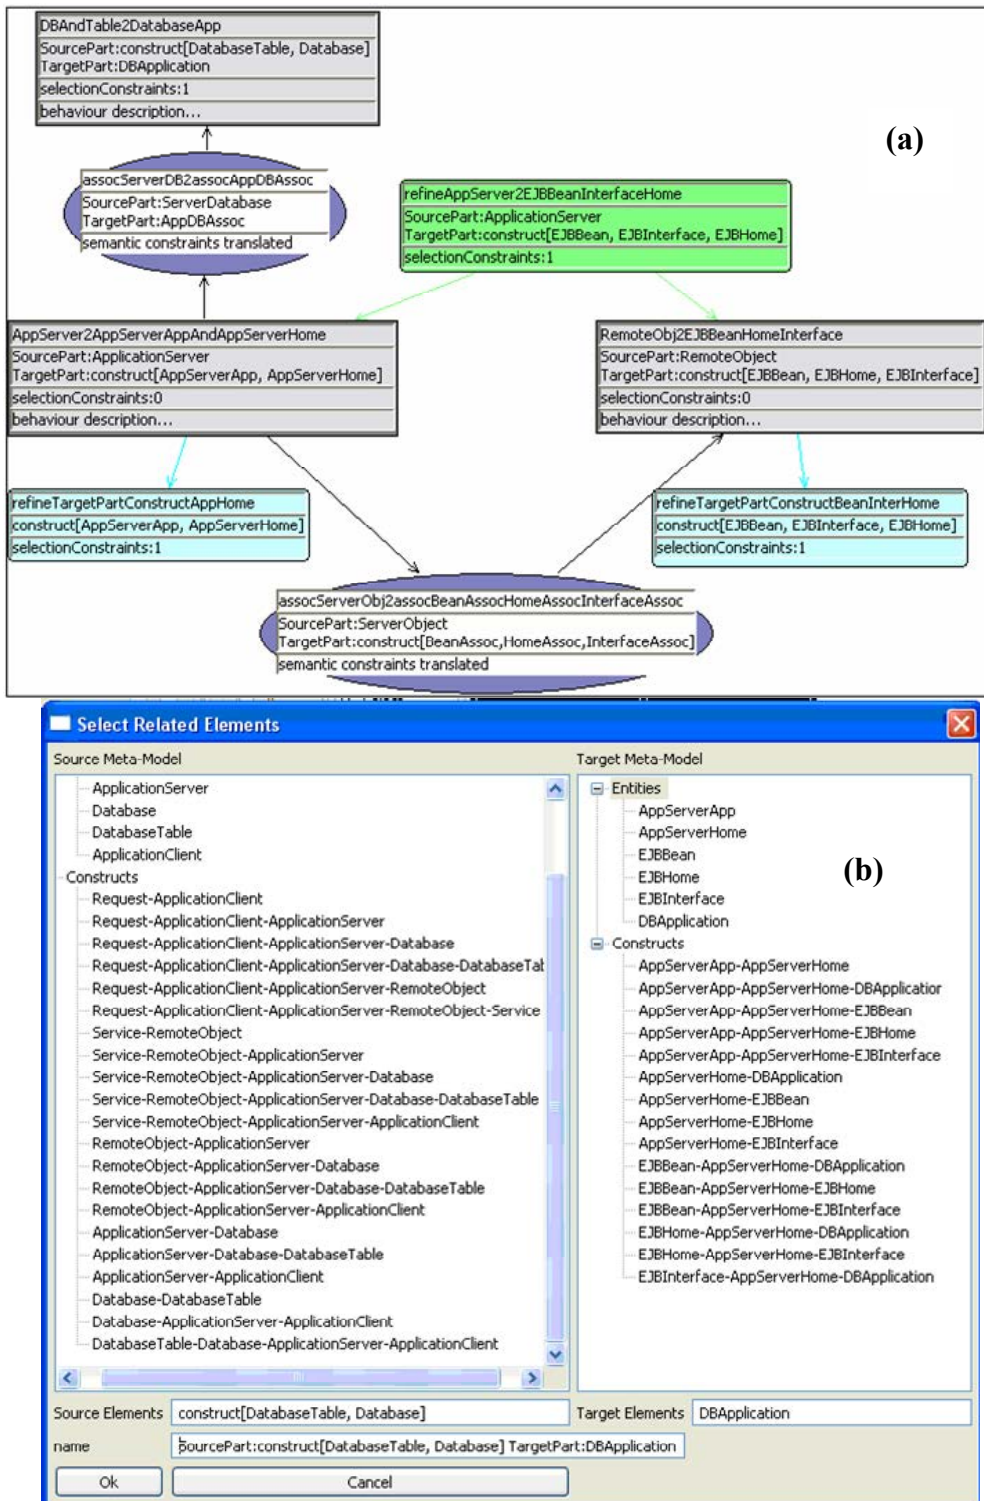 DBAndTable2DatabaseApp
SourcePart:construct[DatabaseTable, Database]
TargetPart:DBApplication
selectionConstraints:1
behaviour description...
(a)
assocServerDB2assocAppDBAssoc
SourcePart:ServerDatabase
TargetPart:AppDBAssoc
semantic constraints translated
refineAppServer2EJBBeanInterfaceHome
SourcePart:ApplicationServer
TargetPart:construct[EJBBean, EJBInterface, EJBHome]
selectionConstraints:1
AppServer2AppServerAppAndAppServerHome
SourcePart:ApplicationServer
TargetPart:construct[AppServerApp, AppServerHome]
selectionConstraints:0
behaviour description...
RemoteObj2EJBBeanHomeInterface
SourcePart:RemoteObject
TargetPart:construct[EJBBean, EJBHome, EJBInterface]
selectionConstraints:0
behaviour description...
refineTargetPartConstructAppHome
construct[AppServerApp, AppServerHome]
selectionConstraints:1
refineTargetPartConstructBeanInterHome
construct[EJBBean, EJBInterface, EJBHome]
selectionConstraints:1
assocServerObj2assocBeanAssocHomeAssocInterfaceAssoc
SourcePart:ServerObject
TargetPart:construct[BeanAssoc,HomeAssoc,InterfaceAssoc]
semantic constraints translated
Select Related Elements
Source Meta-Model
ApplicationServer
Database
DatabaseTable
ApplicationClient
Constructs
Request-ApplicationClient
Request-ApplicationClient-ApplicationServer
Request-ApplicationClient-ApplicationServer-Database
Request-ApplicationClient-ApplicationServer-Database-DatabaseTab
Request-ApplicationClient-ApplicationServer-RemoteObject
Request-ApplicationClient-ApplicationServer-RemoteObject-Service
Service-RemoteObject
Service-RemoteObject-ApplicationServer
Service-RemoteObject-ApplicationServer-Database
Service-RemoteObject-ApplicationServer-Database-DatabaseTable
Service-RemoteObject-ApplicationServer-ApplicationClient
RemoteObject-ApplicationServer
RemoteObject-ApplicationServer-Database
RemoteObject-ApplicationServer-Database-DatabaseTable
RemoteObject-ApplicationServer-ApplicationClient
ApplicationServer-Database
ApplicationServer-Database-DatabaseTable
ApplicationServer-ApplicationClient
Database-DatabaseTable
Database-ApplicationServer-ApplicationClient
DatabaseTable-Database-ApplicationServer-ApplicationClient
Target Meta-Model
Entities
AppServerApp
AppServerHome
EJBBean
EJBHome
EJBInterface
DBApplication
(b)
Constructs
AppServerApp-AppServerHome
AppServerApp-AppServerHome-DBApplication
AppServerApp-AppServerHome-EJBBean
AppServerApp-AppServerHome-EJBHome
AppServerApp-AppServerHome-EJBInterface
AppServerHome-DBApplication
AppServerHome-EJBBean
AppServerHome-EJBHome
AppServerHome-EJBInterface
EJBBean-AppServerHome-DBApplication
EJBBean-AppServerHome-EJBHome
EJBBean-AppServerHome-EJBInterface
EJBHome-AppServerHome-DBApplication
EJBHome-AppServerHome-EJBInterface
EJBInterface-AppServerHome-DBApplication
Source Elements construct[DatabaseTable, Database]
Target Elements DBApplication
name SourcePart:construct[DatabaseTable, Database] TargetPart:DBApplication
Ok Cancel